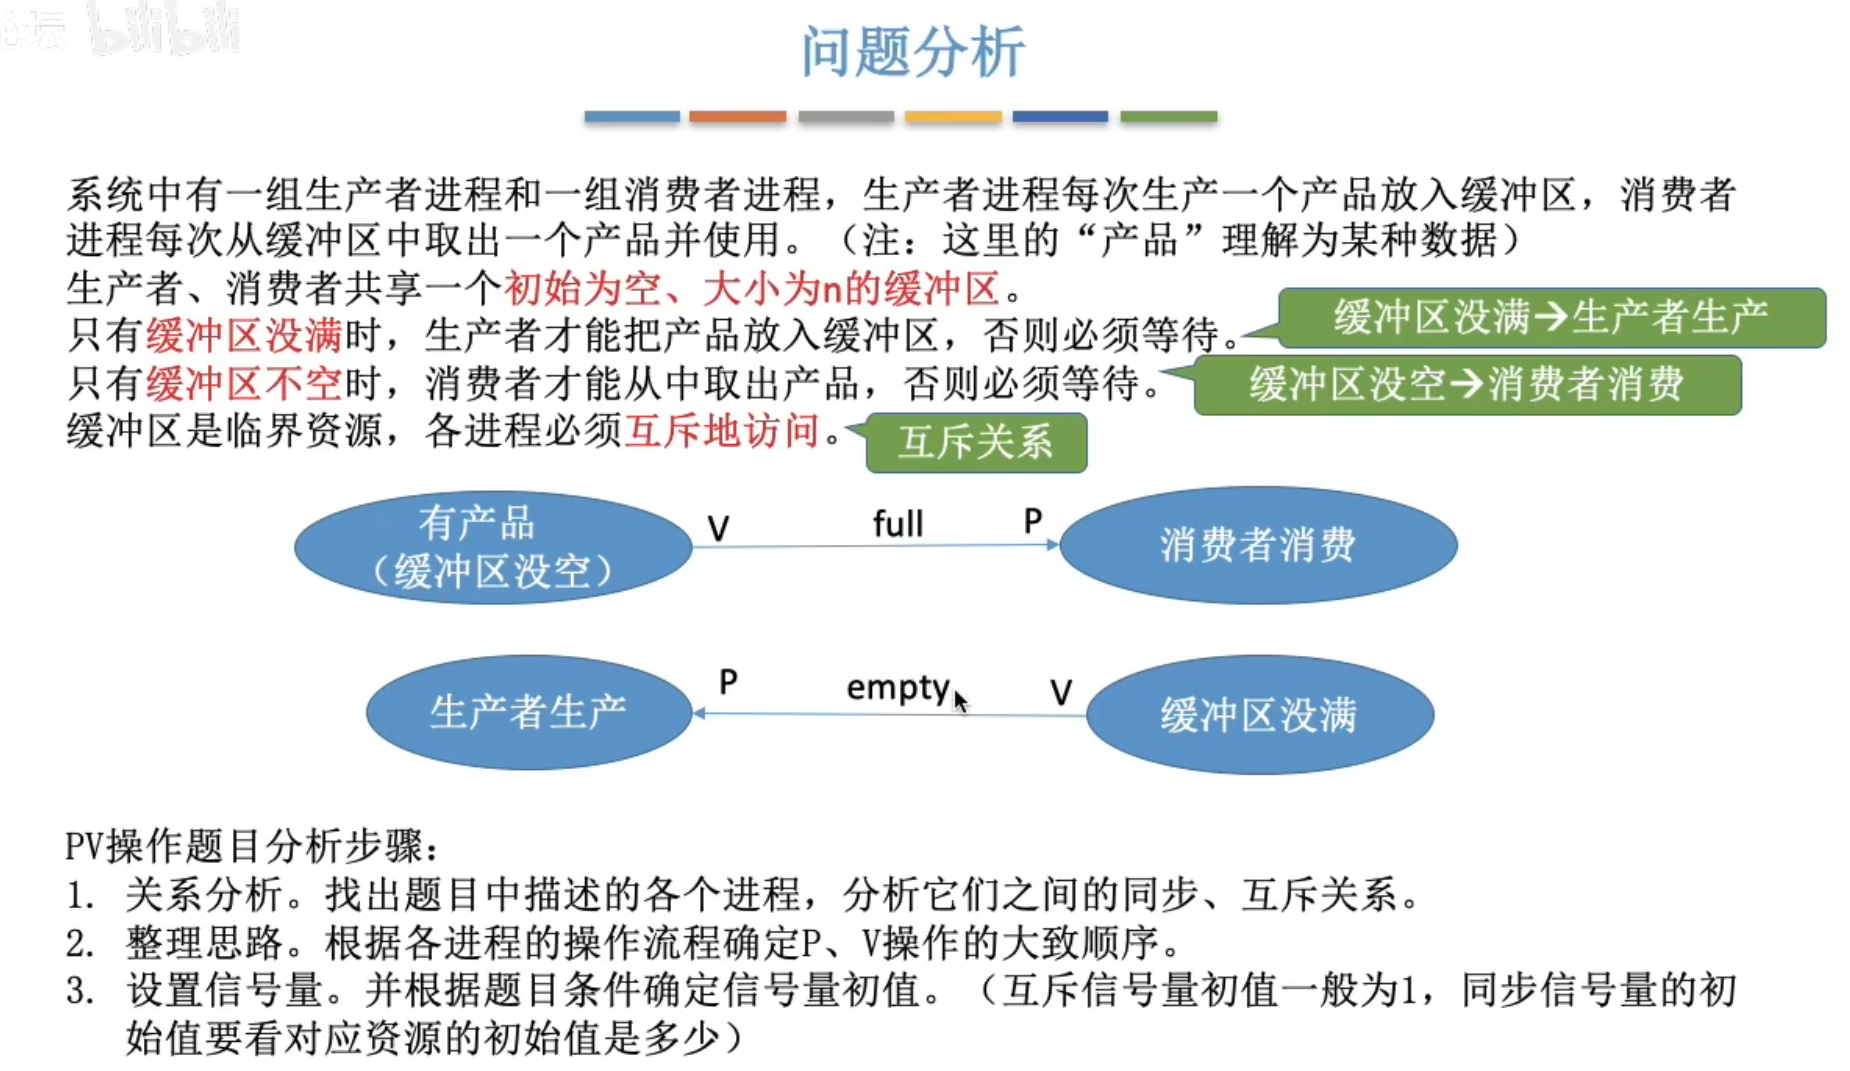 论坛 bilibili
问题分析
系统中有一组生产者进程和一组消费者进程，生产者进程每次生产一个产品放入缓冲区，消费者
进程每次从缓冲区中取出一个产品并使用。（注：这里的“产品”理解为某种数据）
生产者、消费者共享一个初始为空、大小为n的缓冲区。
只有缓冲区没满时，生产者才能把产品放入缓冲区，否则必须等待。
缓冲区没满→生产者生产
只有缓冲区不空时，消费者才能从中取出产品，否则必须等待。
缓冲区没空→消费者消费
缓冲区是临界资源，各进程必须互斥地访问。
互斥关系
有产品
（缓冲区没空）
V
full
P
消费者消费
生产者生产
P
empty
V
缓冲区没满
PV操作题目分析步骤：
1. 关系分析。找出题目中描述的各个进程，分析它们之间的同步、互斥关系。
2. 整理思路。根据各进程的操作流程确定P、V操作的大致顺序。
3. 设置信号量。并根据题目条件确定信号量初值。（互斥信号量初值一般为1，同步信号量的初
始值要看对应资源的初始值是多少）